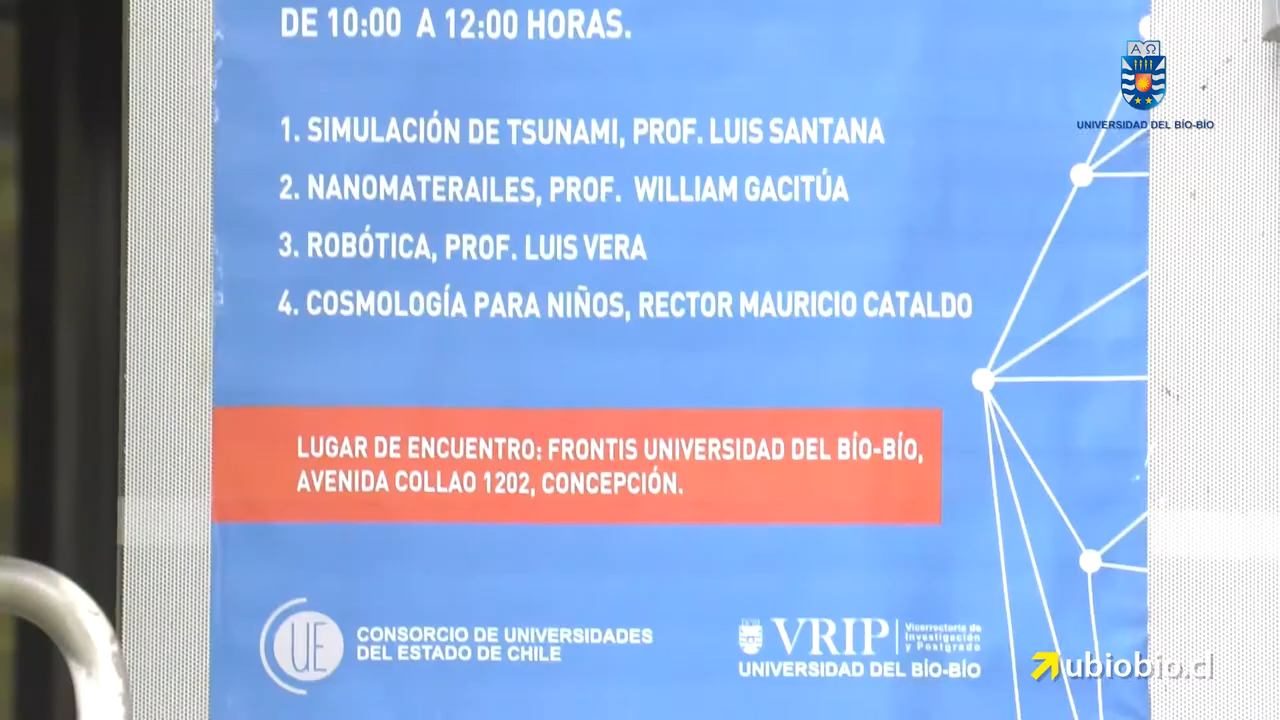 DE 10:00 A 12:00 HORAS.
ΑΩ
UNIVERSIDAD DEL BÍO-BÍO
1. SIMULACIÓN DE TSUNAMI, PROF. LUIS SANTANA
2. NANOMATERAILES, PROF. WILLIAM GACITÚA
3. ROBÓTICA, PROF. LUIS VERA
4. COSMOLOGÍA PARA NIÑOS, RECTOR MAURICIO CATALDO
LUGAR DE ENCUENTRO: FRONTIS UNIVERSIDAD DEL BÍO-BÍO,
AVENIDA COLLAO 1202, CONCEPCIÓN.
UE
CONSORCIO DE UNIVERSIDADES
DEL ESTADO DE CHILE
VRIP
Vicerrectoría de
Investigación
y Postgrado
UNIVERSIDAD DEL BÍO-BÍO
ubiobio.cl